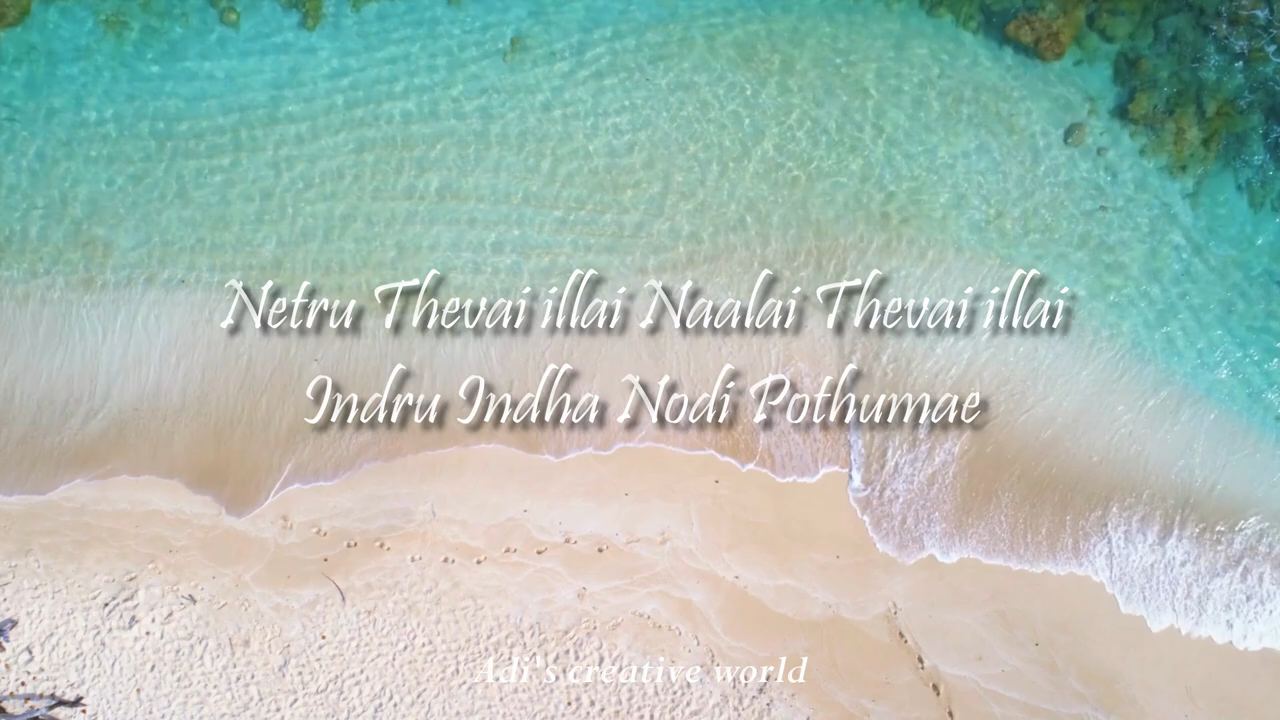 Netru Thevai illai Naalai Thevai illai
Indru Indha Nodi Pothumae
Adi's creative world